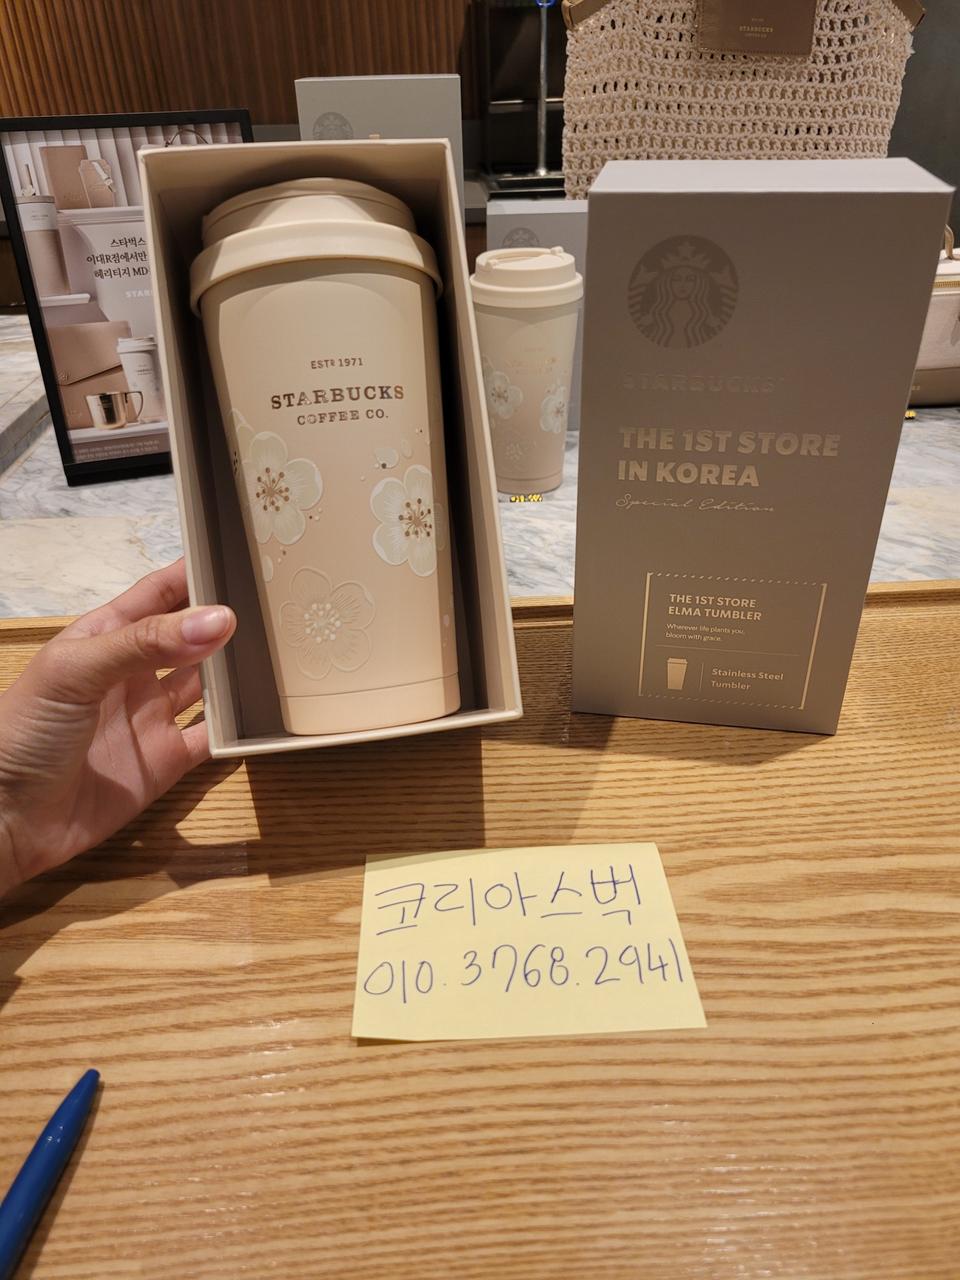 스타벅스
이대R점에서만
헤리티지 MD
ESTD 1971
STARBUCKS
COFFEE CO.
STARBUCKS
THE 1ST STORE
IN KOREA
Special Edition
THE 1ST STORE
ELMA TUMBLER
Wherever life plants you,
bloom with grace.
Stainless Steel
Tumbler
코리아스벅
010.3768.2941